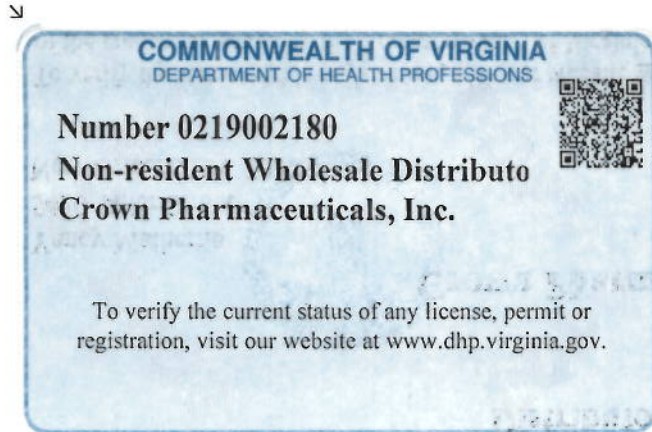 COMMONWEALTH OF VIRGINIA
DEPARTMENT OF HEALTH PROFESSIONS
Number 0219002180
Non-resident Wholesale Distributo
Crown Pharmaceuticals, Inc.
To verify the current status of any license, permit or
registration, visit our website at www.dhp.virginia.gov.